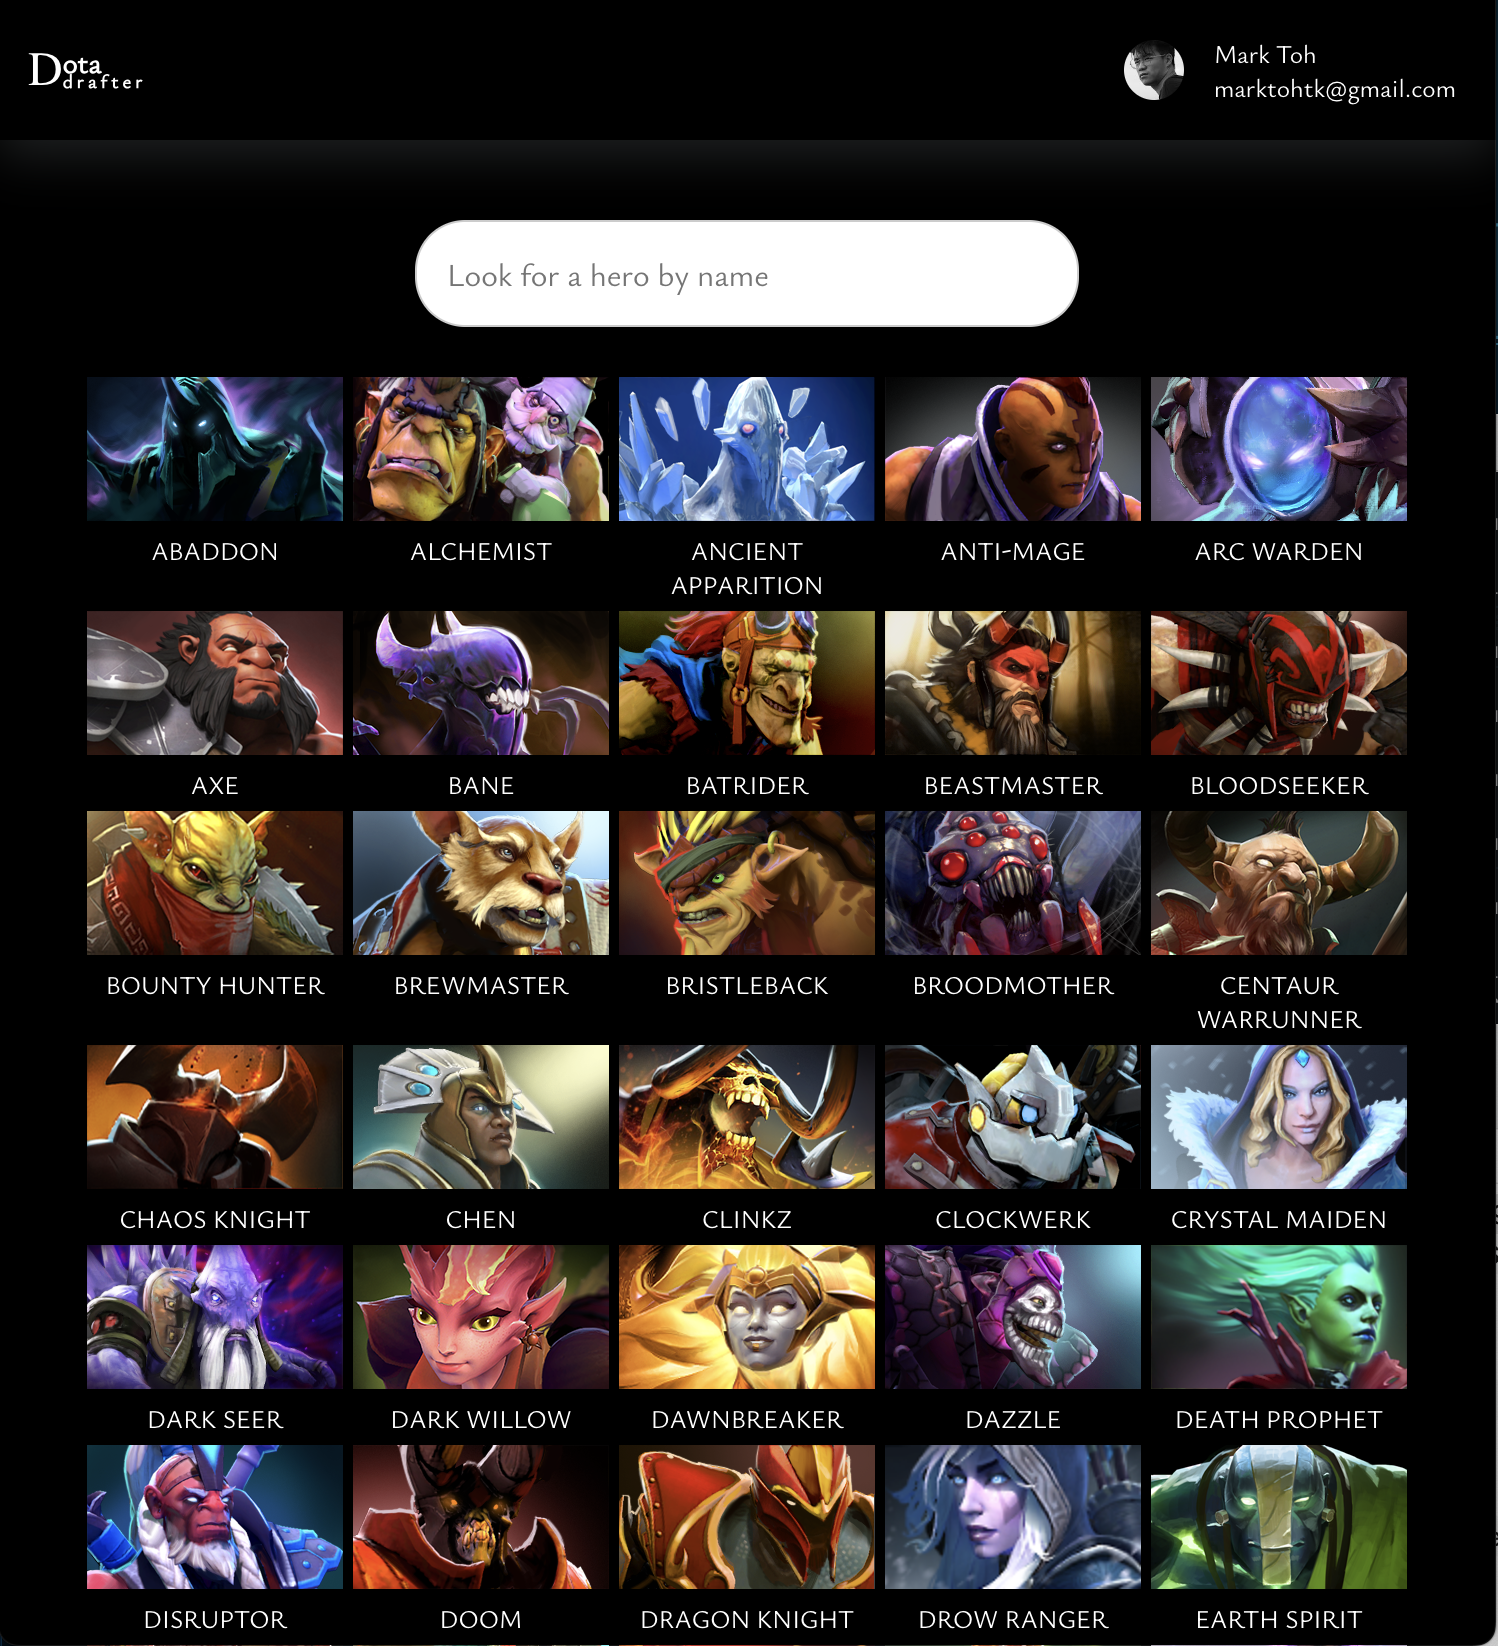 Dota
drafter
Mark Toh
marktohtk@gmail.com
Look for a hero by name
ABADDON
ALCHEMIST
ANCIENT
APPARITION
ANTI-MAGE
ARC WARDEN
AXE
BANE
BATRIDER
BEASTMASTER
BLOODSEEKER
BOUNTY HUNTER
BREWMASTER
BRISTLEBACK
BROODMOTHER
CENTAUR
WARRUNNER
CHAOS KNIGHT
CHEN
CLINKZ
CLOCKWERK
CRYSTAL MAIDEN
DARK SEER
DARK WILLOW
DAWNBREAKER
DAZZLE
DEATH PROPHET
DISRUPTOR
DOOM
DRAGON KNIGHT
DROW RANGER
EARTH SPIRIT